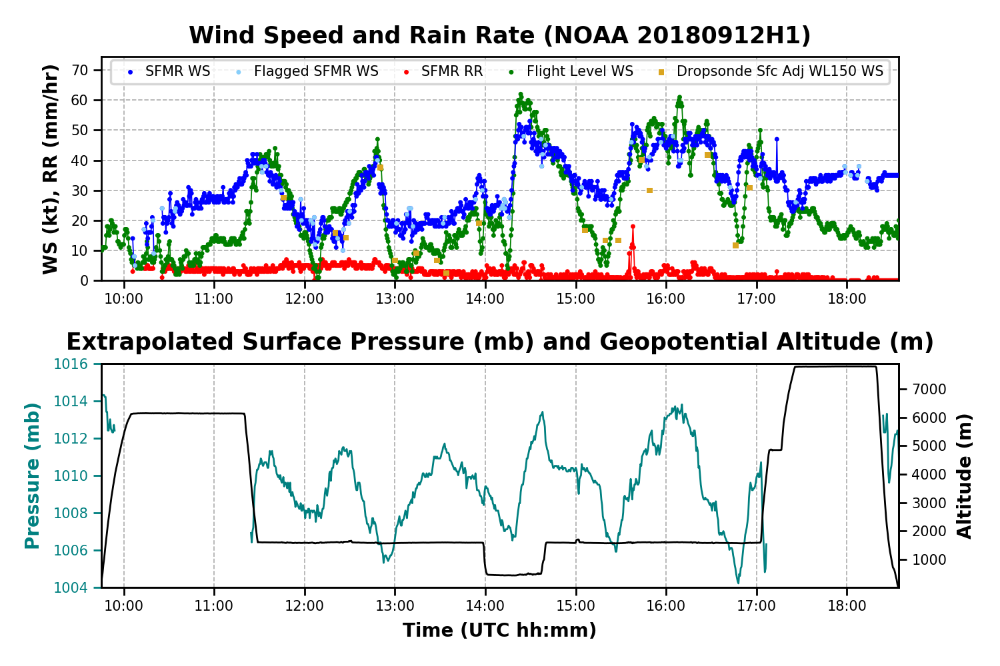 Wind Speed and Rain Rate (NOAA 20180912H1)
SFMR WS Flagged SFMR WS SFMR RR Flight Level WS Dropsonde Sfc Adj WL150 WS
WS (kt), RR (mm/hr)
70
60
50
40
30
20
10
0
10:00 11:00 12:00 13:00 14:00 15:00 16:00 17:00 18:00
Extrapolated Surface Pressure (mb) and Geopotential Altitude (m)
Pressure (mb)
1016
1014
1012
1010
1008
1006
1004
7000
6000
5000
4000
3000
2000
1000
Altitude (m)
10:00 11:00 12:00 13:00 14:00 15:00 16:00 17:00 18:00
Time (UTC hh:mm)